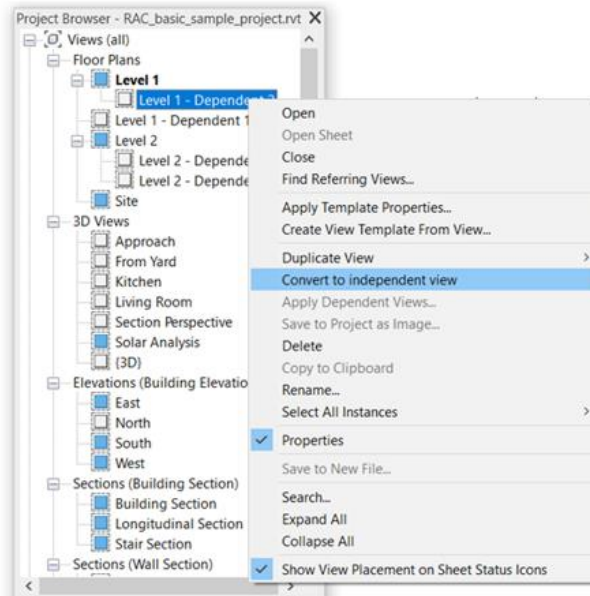 Project Browser - RAC_basic_sample_project.rvt
Views (all)
Floor Plans
Level 1
Level 1 - Dependent 2
Level 1 - Dependent 1
Level 2
Level 2 - Depende
Level 2 - Depende
Site
3D Views
Approach
From Yard
Kitchen
Living Room
Section Perspective
Solar Analysis
{3D}
Elevations (Building Elevatio
East
North
South
West
Sections (Building Section)
Building Section
Longitudinal Section
Stair Section
Sections (Wall Section)
Open
Open Sheet
Close
Find Referring Views...
Apply Template Properties...
Create View Template From View...
Duplicate View
Convert to independent view
Apply Dependent Views...
Save to Project as Image...
Delete
Copy to Clipboard
Rename...
Select All Instances
Properties
Save to New File...
Search...
Expand All
Collapse All
Show View Placement on Sheet Status Icons